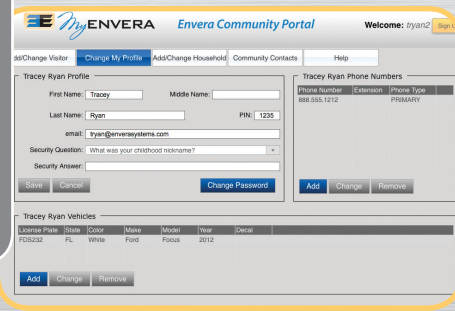 MyENVERA Envera Community Portal Welcome: tryan2 Sign
dd/Change Visitor Change My Profile Add/Change Household Community Contacts Help
Tracey Ryan Profile
First Name: Tracey Middle Name:
Last Name: Ryan PIN: 1235
email: tryan@enverasystems.com
Security Question: What was your childhood nickname?
Security Answer:
Save Cancel Change Password
Tracey Ryan Phone Numbers
Phone Number Extension Phone Type
888.555.1212 PRIMARY
Add Change Remove
Tracey Ryan Vehicles
License Plate State Color Make Model Year Decal
FDS232 FL White Ford Focus 2012
Add Change Remove